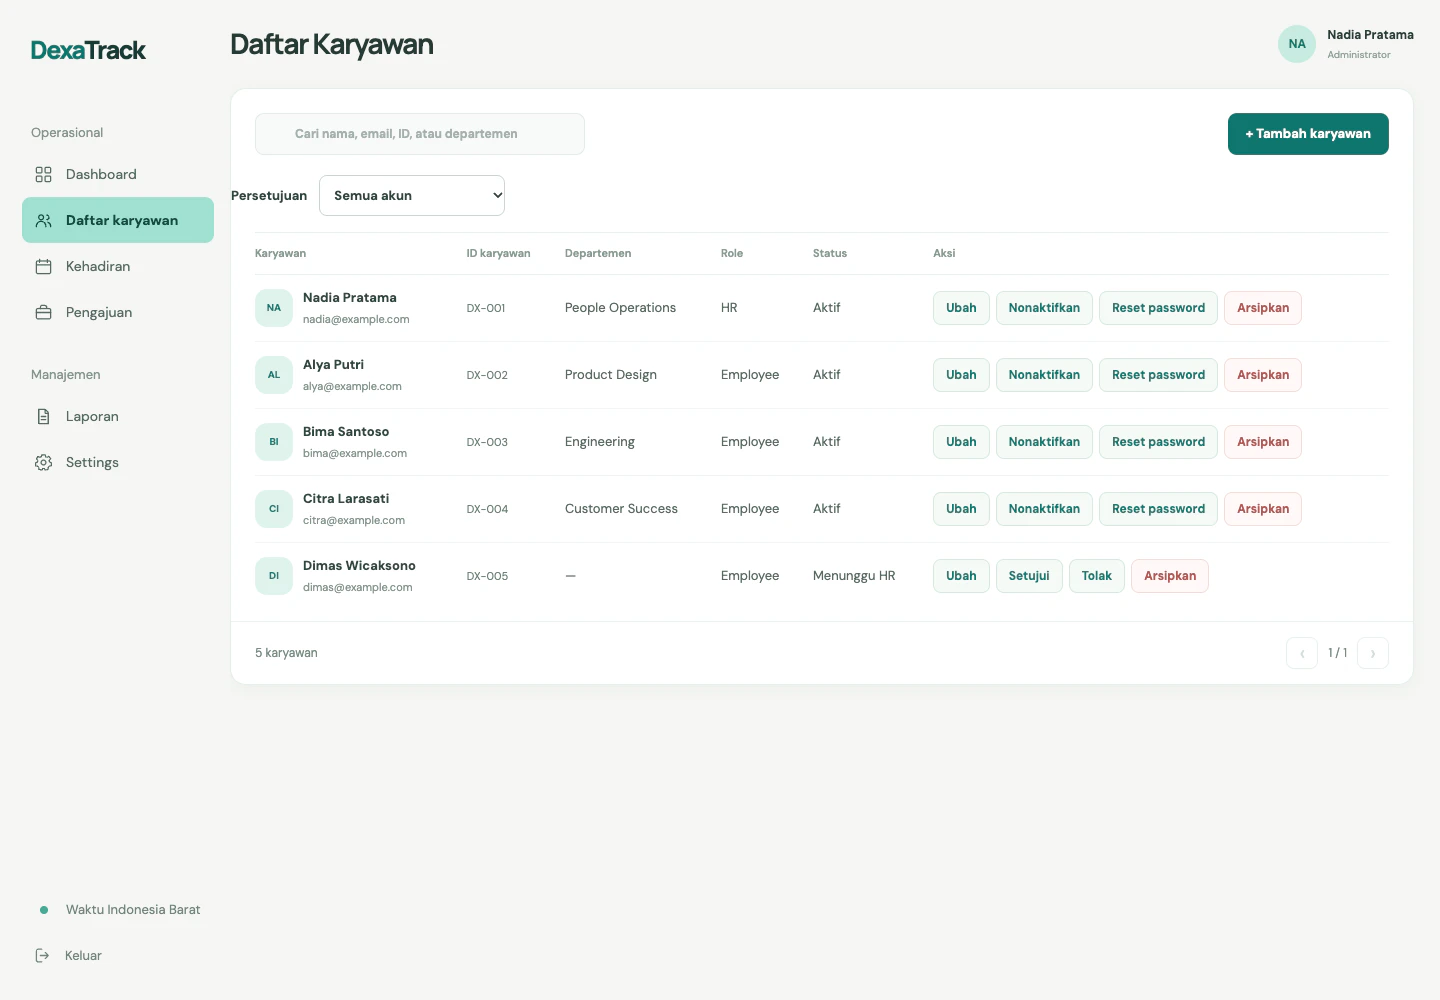 DexaTrack
Daftar Karyawan
NA
Nadia Pratama
Administrator
Operasional
Dashboard
Daftar karyawan
Kehadiran
Pengajuan
Manajemen
Laporan
Settings
Waktu Indonesia Barat
Keluar
Cari nama, email, ID, atau departemen
+ Tambah karyawan
Persetujuan Semua akun
Karyawan ID karyawan Departemen Role Status Aksi
NA Nadia Pratama DX-001 People Operations HR Aktif Ubah Nonaktifkan Reset password Arsipkan
nadia@example.com
AL Alya Putri DX-002 Product Design Employee Aktif Ubah Nonaktifkan Reset password Arsipkan
alya@example.com
BI Bima Santoso DX-003 Engineering Employee Aktif Ubah Nonaktifkan Reset password Arsipkan
bima@example.com
CI Citra Larasati DX-004 Customer Success Employee Aktif Ubah Nonaktifkan Reset password Arsipkan
citra@example.com
DI Dimas Wicaksono DX-005 — Employee Menunggu HR Ubah Setujui Tolak Arsipkan
dimas@example.com
5 karyawan ‹ 1 / 1 ›